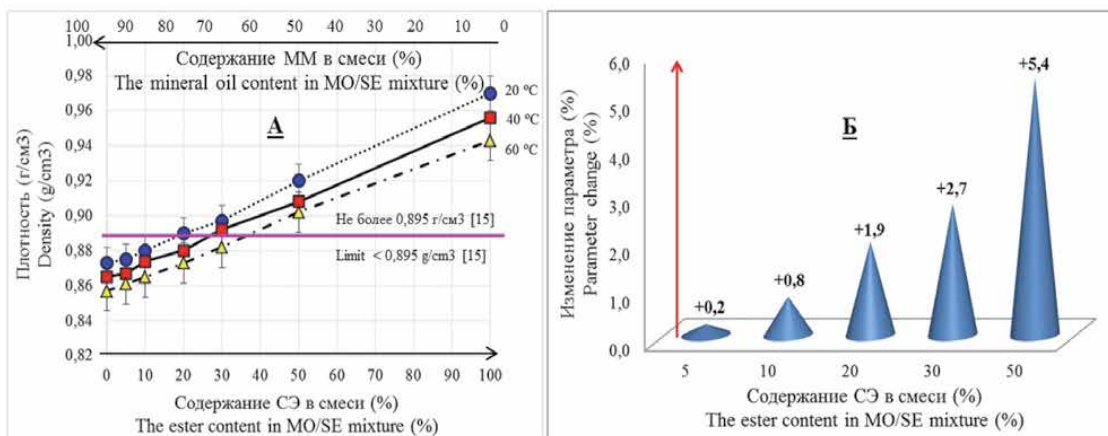 100 90 80 70 60 50 40 30 20 10 0
1,00
0,98
0,96
0,94
0,92
0,90
0,88
0,86
0,84
0,82
Содержание ММ в смеси (%)
The mineral oil content in MO/SE mixture (%)
А
20 ºC
40 ºC
60 ºC
Плотность (г/см3)
Density (g/cm3)
Не более 0,895 г/см3 [15]
Limit < 0,895 g/cm3 [15]
0 10 20 30 40 50 60 70 80 90 100
Содержание СЭ в смеси (%)
The ester content in MO/SE mixture (%)
Б
Изменение параметра (%)
Parameter change (%)
6,0
5,0
4,0
3,0
2,0
1,0
0,0
+0,2
+0,8
+1,9
+2,7
+5,4
5 10 20 30 50
Содержание СЭ в смеси (%)
The ester content in MO/SE mixture (%)